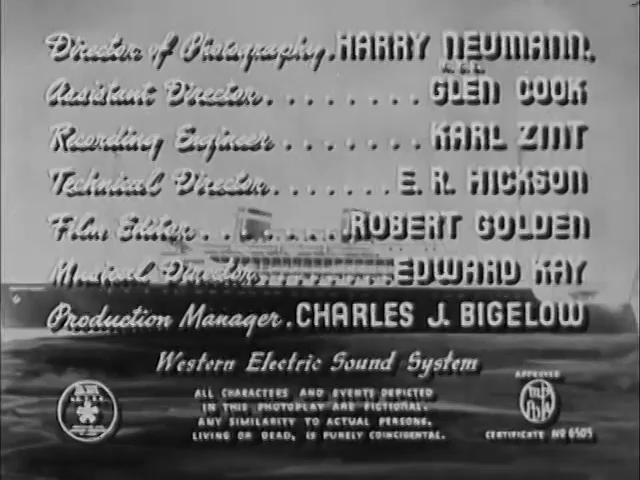 Director of Photography. HARRY NEUMANN,
A.S.C.
Assistant Director. . . . . . . . GLEN COOK
Recording Engineer . . . . . . . KARL ZINT
Technical Director. . . . . . . E. R. HICKSON
Film Editor . . . . . . . ROBERT GOLDEN
Musical Director. . . . . . . EDWARD KAY
Production Manager. CHARLES J. BIGELOW
Western Electric Sound System
ALL CHARACTERS AND EVENTS DEPICTED
IN THIS PHOTOPLAY ARE FICTIONAL.
ANY SIMILARITY TO ACTUAL PERSONS,
LIVING OR DEAD, IS PURELY COINCIDENTAL.
APPROVED
CERTIFICATE NO 6505